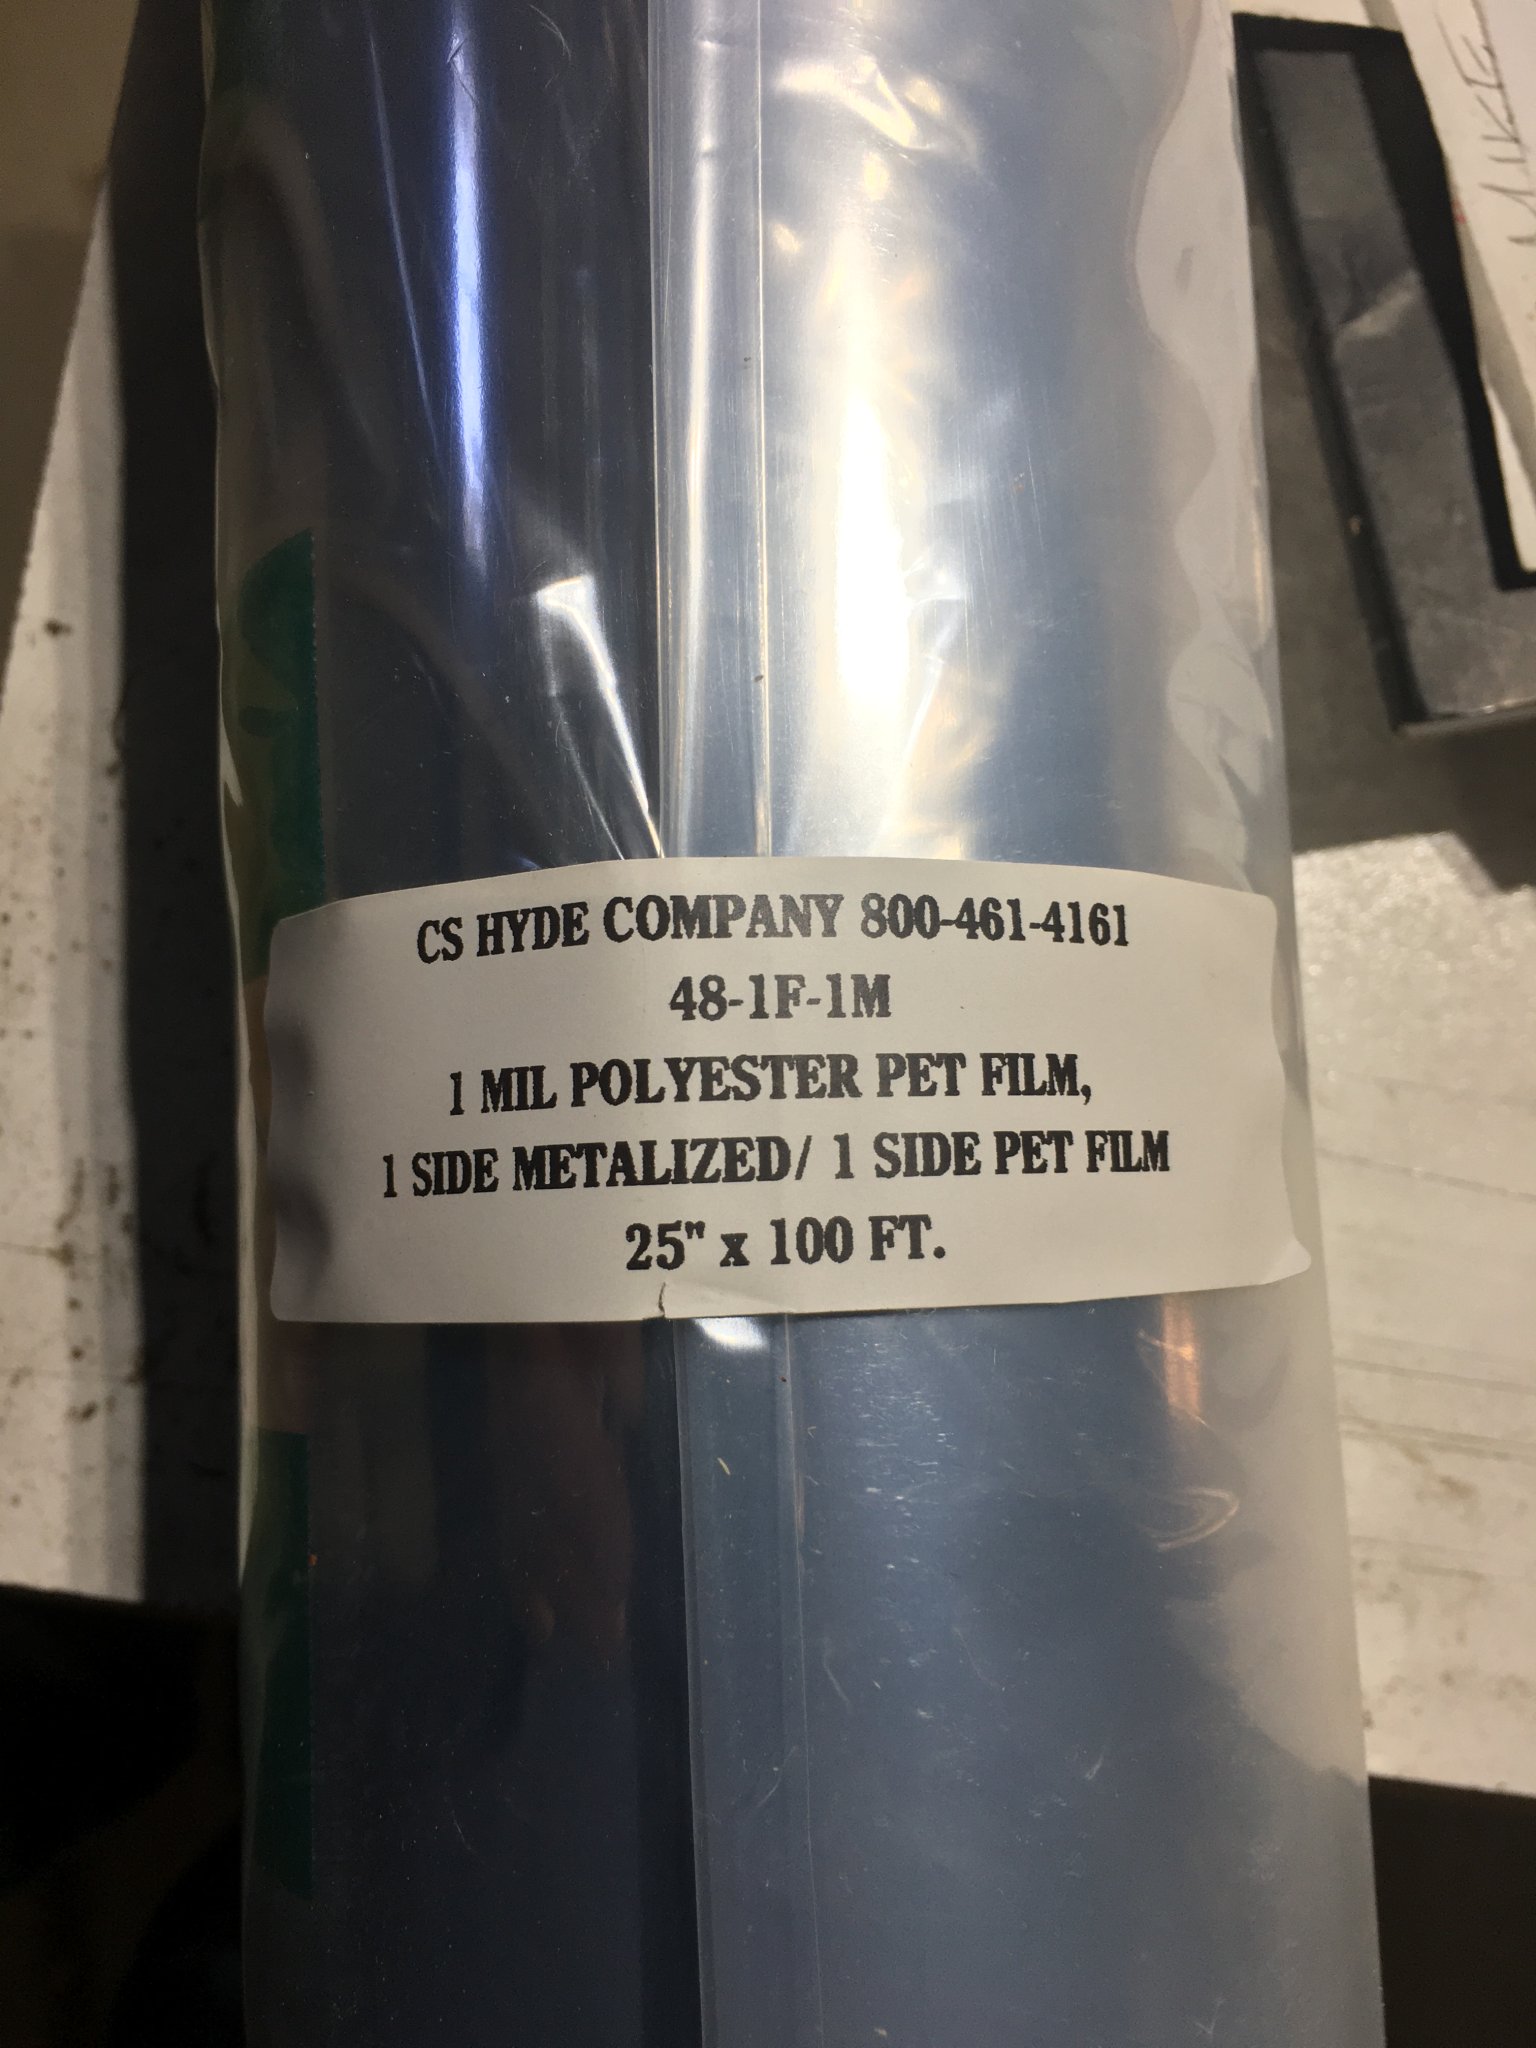 CS HYDE COMPANY 800-461-4161
48-1F-1M
1 MIL POLYESTER PET FILM,
1 SIDE METALIZED/ 1 SIDE PET FILM
25" x 100 FT.